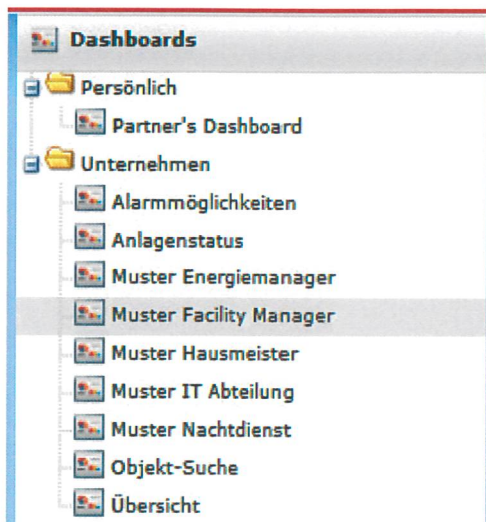 Dashboards
Persönlich
Partner's Dashboard
Unternehmen
Alarmmöglichkeiten
Anlagenstatus
Muster Energiemanager
Muster Facility Manager
Muster Hausmeister
Muster IT Abteilung
Muster Nachtdienst
Objekt-Suche
Übersicht